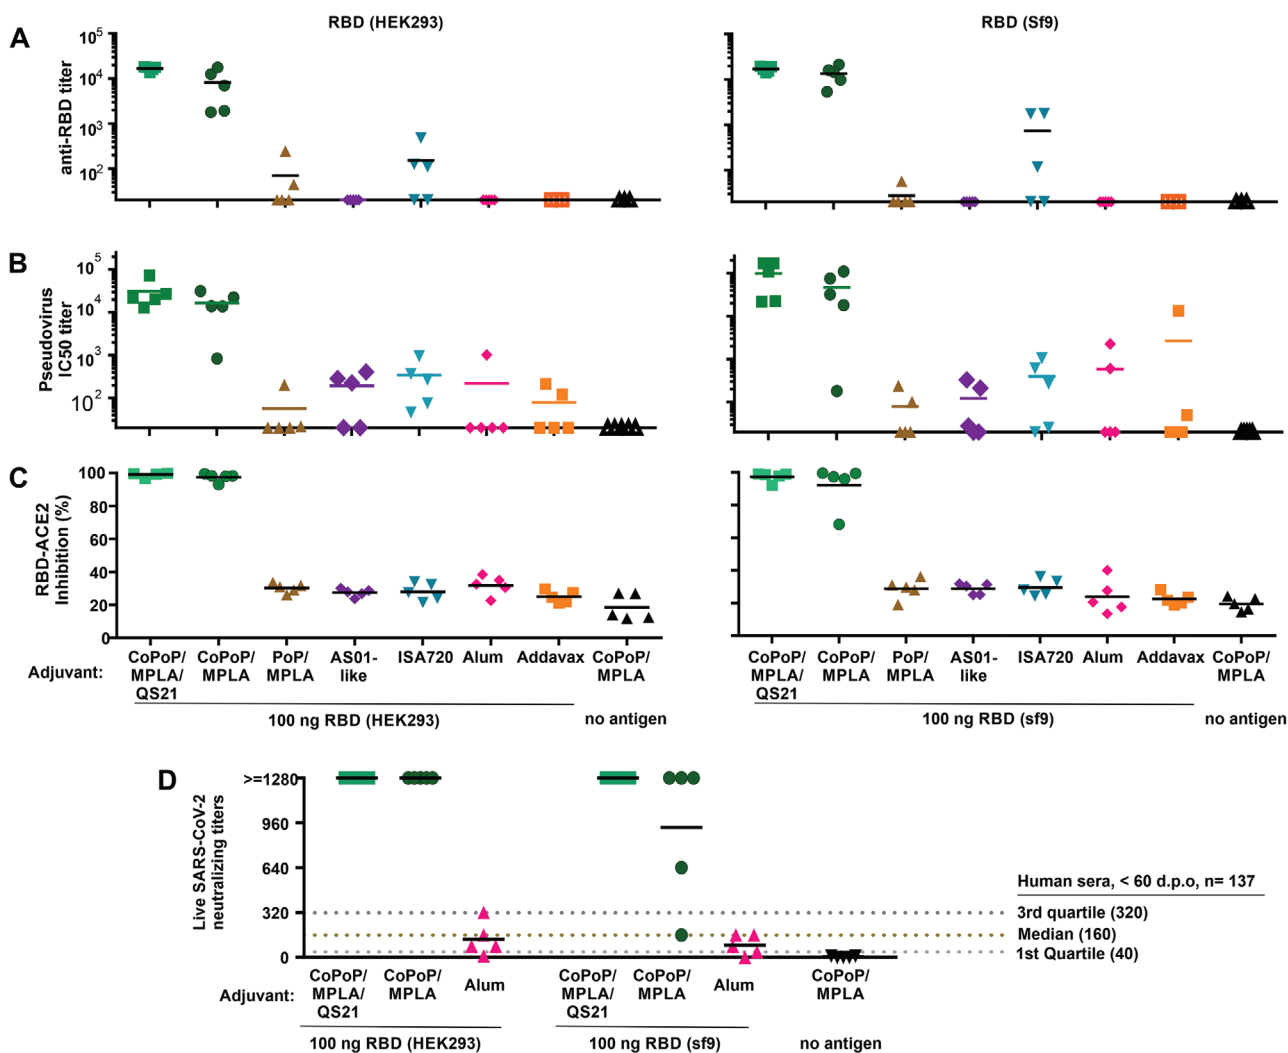 RBD (HEK293)
RBD (Sf9)
A
anti-RBD titer
10^5
10^4
10^3
10^2
B
Pseudovirus
IC50 titer
10^5
10^4
10^3
10^2
C
RBD-ACE2
Inhibition (%)
100
80
60
40
20
0
Adjuvant:
CoPoP/
MPLA/
QS21
CoPoP/
MPLA
PoP/
MPLA
AS01-
like
ISA720
Alum
Addavax
CoPoP/
MPLA
100 ng RBD (HEK293)
no antigen
CoPoP/
MPLA/
QS21
CoPoP/
MPLA
PoP/
MPLA
AS01-
like
ISA720
Alum
Addavax
CoPoP/
MPLA
100 ng RBD (sf9)
no antigen
D
Live SARS-CoV-2
neutralizing titers
>=1280
960
640
320
0
Human sera, < 60 d.p.o, n= 137
3rd quartile (320)
Median (160)
1st Quartile (40)
Adjuvant:
CoPoP/
MPLA/
QS21
CoPoP/
MPLA
Alum
CoPoP/
MPLA/
QS21
CoPoP/
MPLA
Alum
CoPoP/
MPLA
100 ng RBD (HEK293)
100 ng RBD (sf9)
no antigen